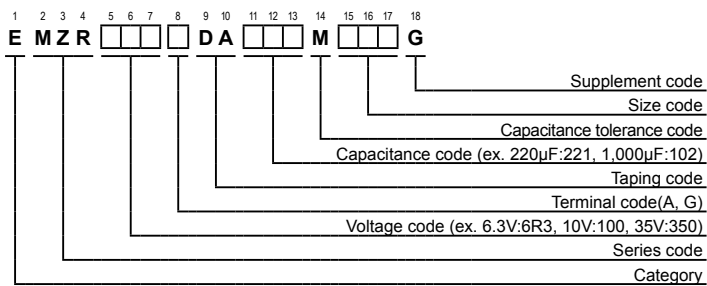 1 2 3 4 5 6 7 8 9 10 11 12 13 14 15 16 17 18
E M Z R □□□ □ D A □□□ M □□□ G
Supplement code
Size code
Capacitance tolerance code
Capacitance code (ex. 220µF:221, 1,000µF:102)
Taping code
Terminal code(A, G)
Voltage code (ex. 6.3V:6R3, 10V:100, 35V:350)
Series code
Category